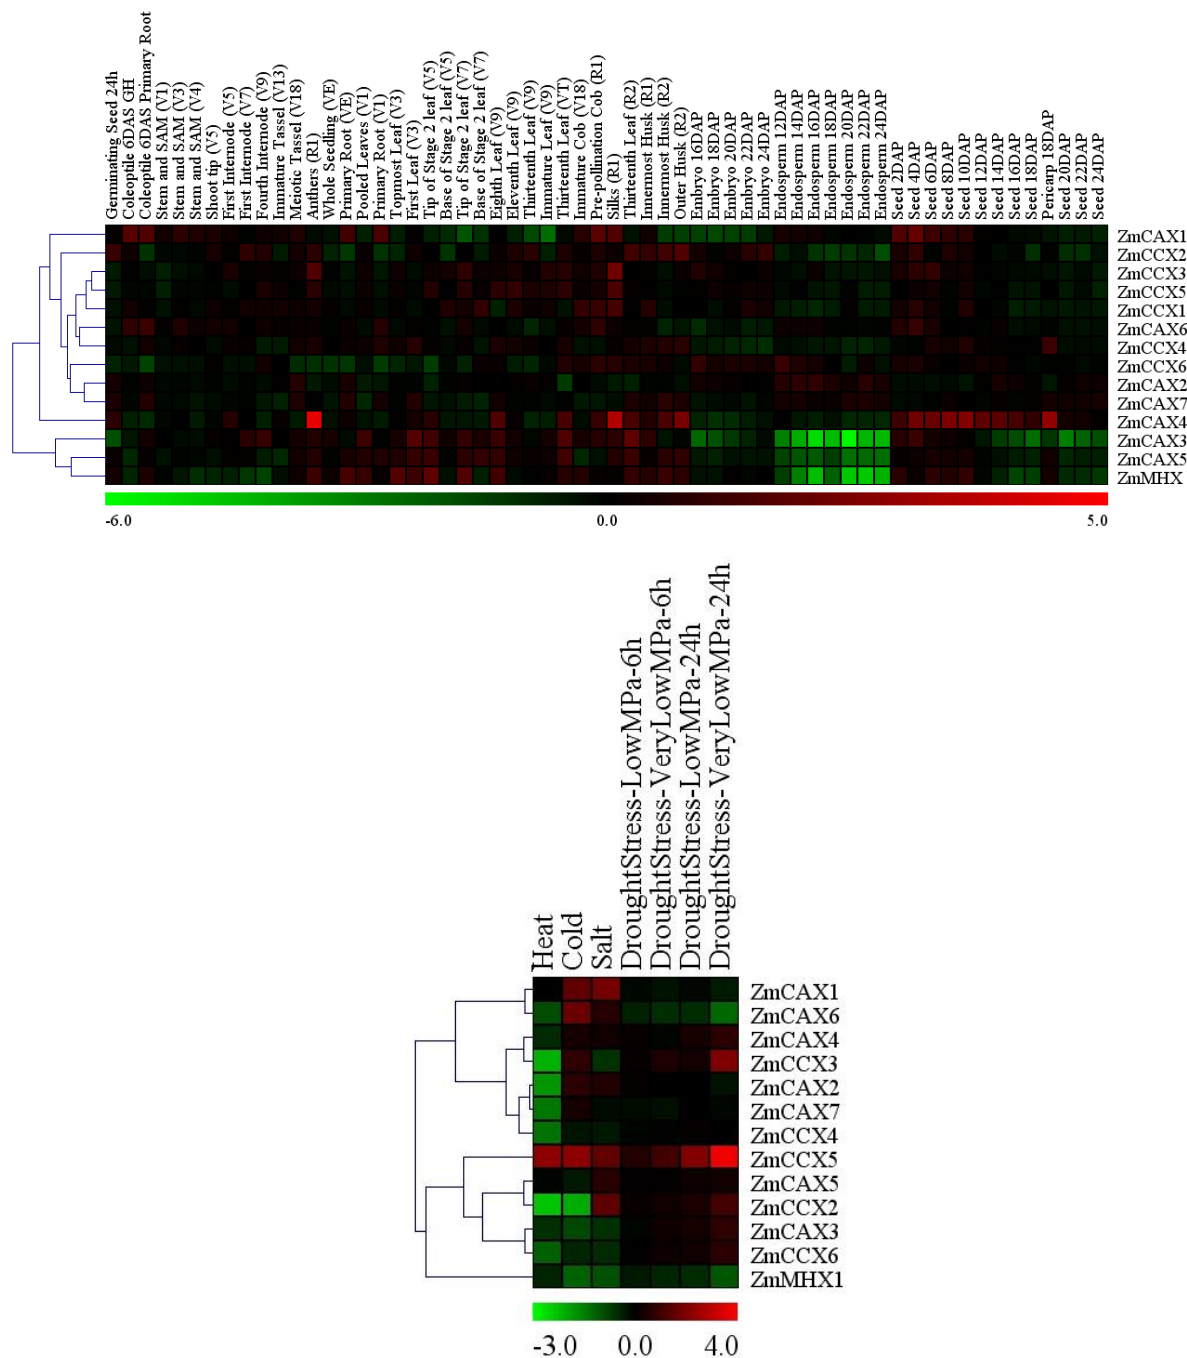 Germinating Seed 24h
Coleoptile 6DAS GH
Coleoptile 6DAS Primary Root
Stem and SAM (V1)
Stem and SAM (V3)
Stem and SAM (V4)
Shoot tip (V5)
First Internode (V5)
First Internode (V7)
Fourth Internode (V9)
Immature Tassel (V13)
Meiotic Tassel (V18)
Anthers (R1)
Whole Seedling (VE)
Primary Root (VE)
Pooled Leaves (V1)
Primary Root (V1)
Topmost Leaf (V3)
First Leaf (V3)
Tip of Stage 2 leaf (V5)
Base of Stage 2 leaf (V5)
Tip of Stage 2 leaf (V7)
Base of Stage 2 leaf (V7)
Eighth Leaf (V9)
Eleventh Leaf (V9)
Thirteenth Leaf (V9)
Immature Leaf (V9)
Thirteenth Leaf (VT)
Immature Cob (V18)
Pre-pollination Cob (R1)
Silks (R1)
Thirteenth Leaf (R2)
Innermost Husk (R1)
Innermost Husk (R2)
Outer Husk (R2)
Embryo 16DAP
Embryo 18DAP
Embryo 20DAP
Embryo 22DAP
Embryo 24DAP
Endosperm 12DAP
Endosperm 14DAP
Endosperm 16DAP
Endosperm 18DAP
Endosperm 20DAP
Endosperm 22DAP
Endosperm 24DAP
Seed 2DAP
Seed 4DAP
Seed 6DAP
Seed 8DAP
Seed 10DAP
Seed 12DAP
Seed 14DAP
Seed 16DAP
Seed 18DAP
Pericarp 18DAP
Seed 20DAP
Seed 22DAP
Seed 24DAP
ZmCAX1
ZmCCX2
ZmCCX3
ZmCCX5
ZmCCX1
ZmCAX6
ZmCCX4
ZmCCX6
ZmCAX2
ZmCAX7
ZmCAX4
ZmCAX3
ZmCAX5
ZmMHX
-6.0 0.0 5.0
Heat
Cold
Salt
DroughtStress-LowMPa-6h
DroughtStress-VeryLowMPa-6h
DroughtStress-LowMPa-24h
DroughtStress-VeryLowMPa-24h
ZmCAX1
ZmCAX6
ZmCAX4
ZmCCX3
ZmCAX2
ZmCAX7
ZmCCX4
ZmCCX5
ZmCAX5
ZmCCX2
ZmCAX3
ZmCCX6
ZmMHX1
-3.0 0.0 4.0